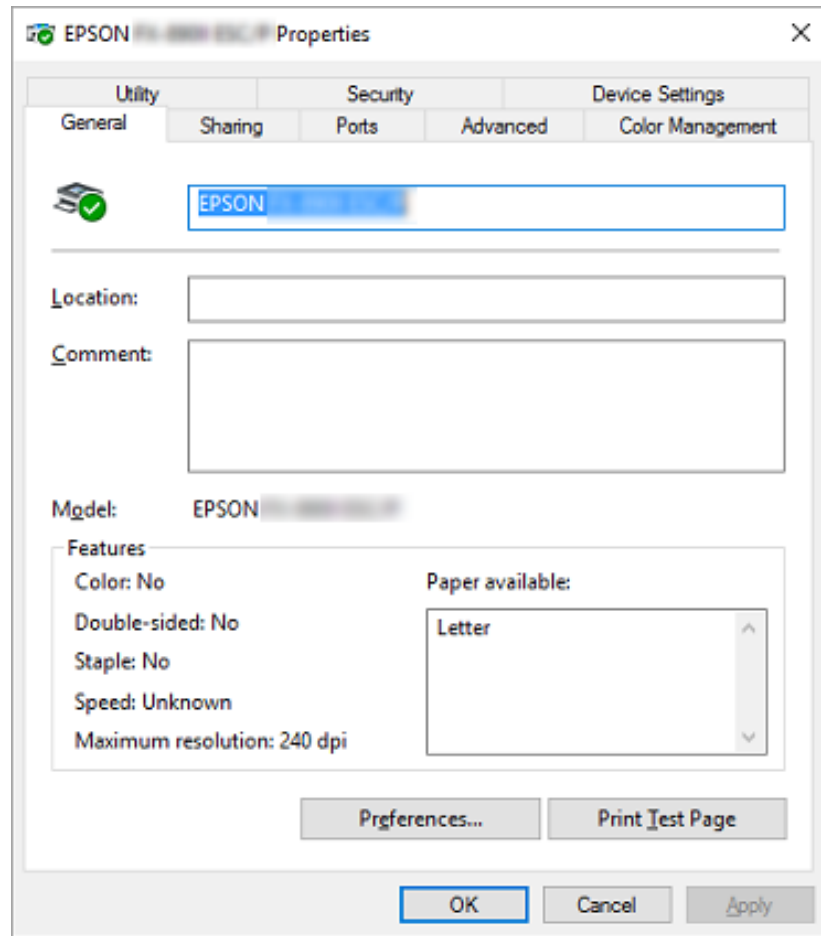 EPSON Properties
Utility Security Device Settings
General Sharing Ports Advanced Color Management
EPSON
Location:
Comment:
Model: EPSON
Features
Color: No
Paper available:
Double-sided: No
Letter
Staple: No
Speed: Unknown
Maximum resolution: 240 dpi
Preferences... Print Test Page
OK Cancel Apply